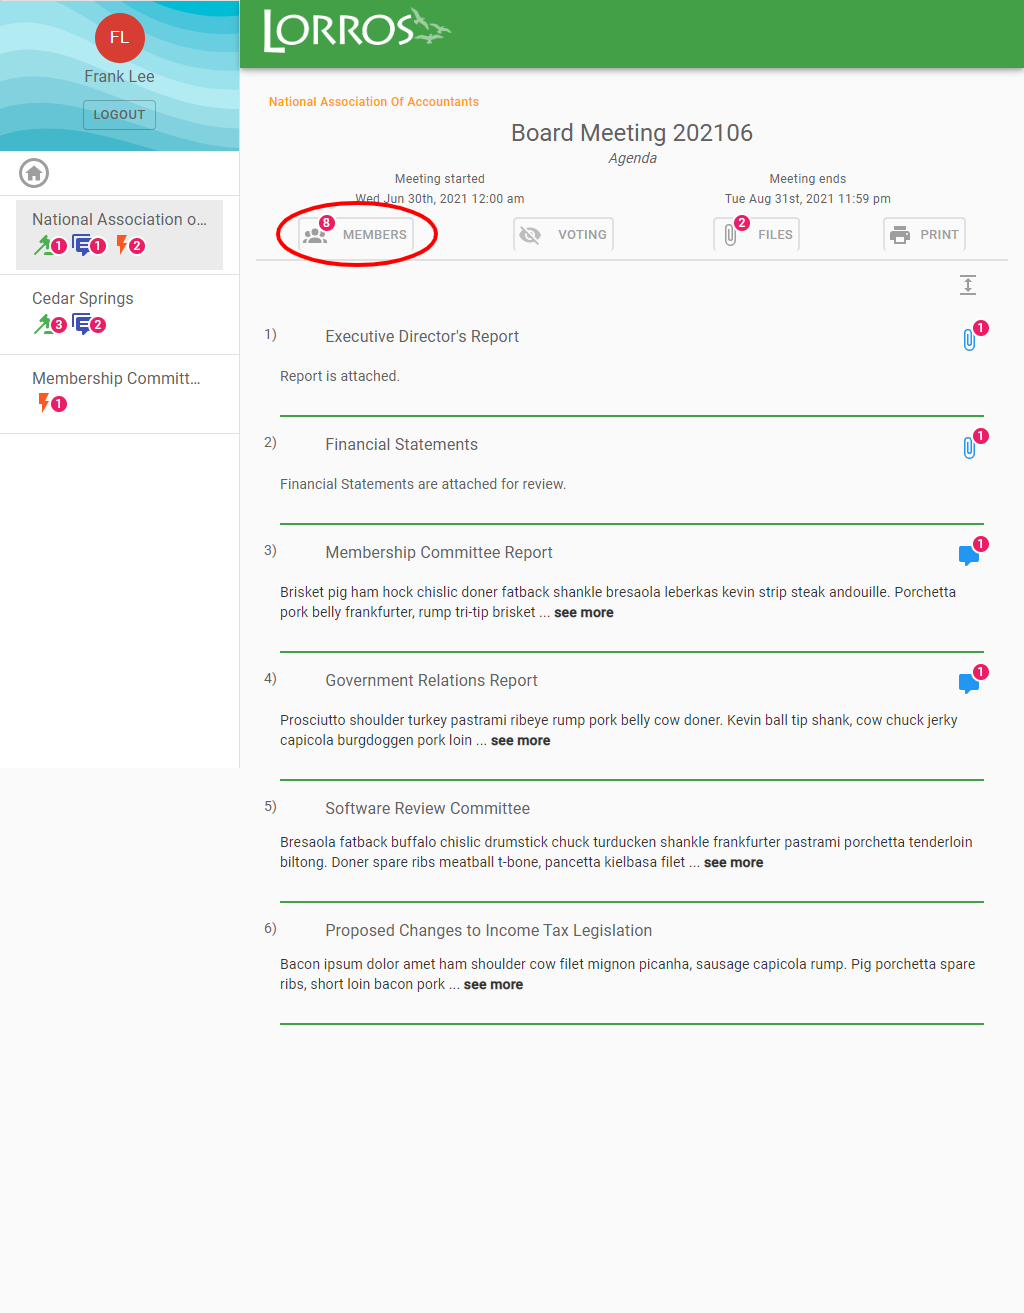 FL
Frank Lee
LOGOUT
National Association o...
1 1 2
Cedar Springs
3 2
Membership Committ...
1
LORROS
National Association Of Accountants
Board Meeting 202106
Agenda
Meeting started
Wed Jun 30th, 2021 12:00 am
Meeting ends
Tue Aug 31st, 2021 11:59 pm
8 MEMBERS
VOTING
2 FILES
PRINT
1) Executive Director's Report 1
Report is attached.
2) Financial Statements 1
Financial Statements are attached for review.
3) Membership Committee Report 1
Brisket pig ham hock chislic doner fatback shankle bresaola leberkas kevin strip steak andouille. Porchetta
pork belly frankfurter, rump tri-tip brisket ... see more
4) Government Relations Report 1
Prosciutto shoulder turkey pastrami ribeye rump pork belly cow doner. Kevin ball tip shank, cow chuck jerky
capicola burgdoggen pork loin ... see more
5) Software Review Committee
Bresaola fatback buffalo chislic drumstick chuck turducken shankle frankfurter pastrami porchetta tenderloin
biltong. Doner spare ribs meatball t-bone, pancetta kielbasa filet ... see more
6) Proposed Changes to Income Tax Legislation
Bacon ipsum dolor amet ham shoulder cow filet mignon picanha, sausage capicola rump. Pig porchetta spare
ribs, short loin bacon pork ... see more